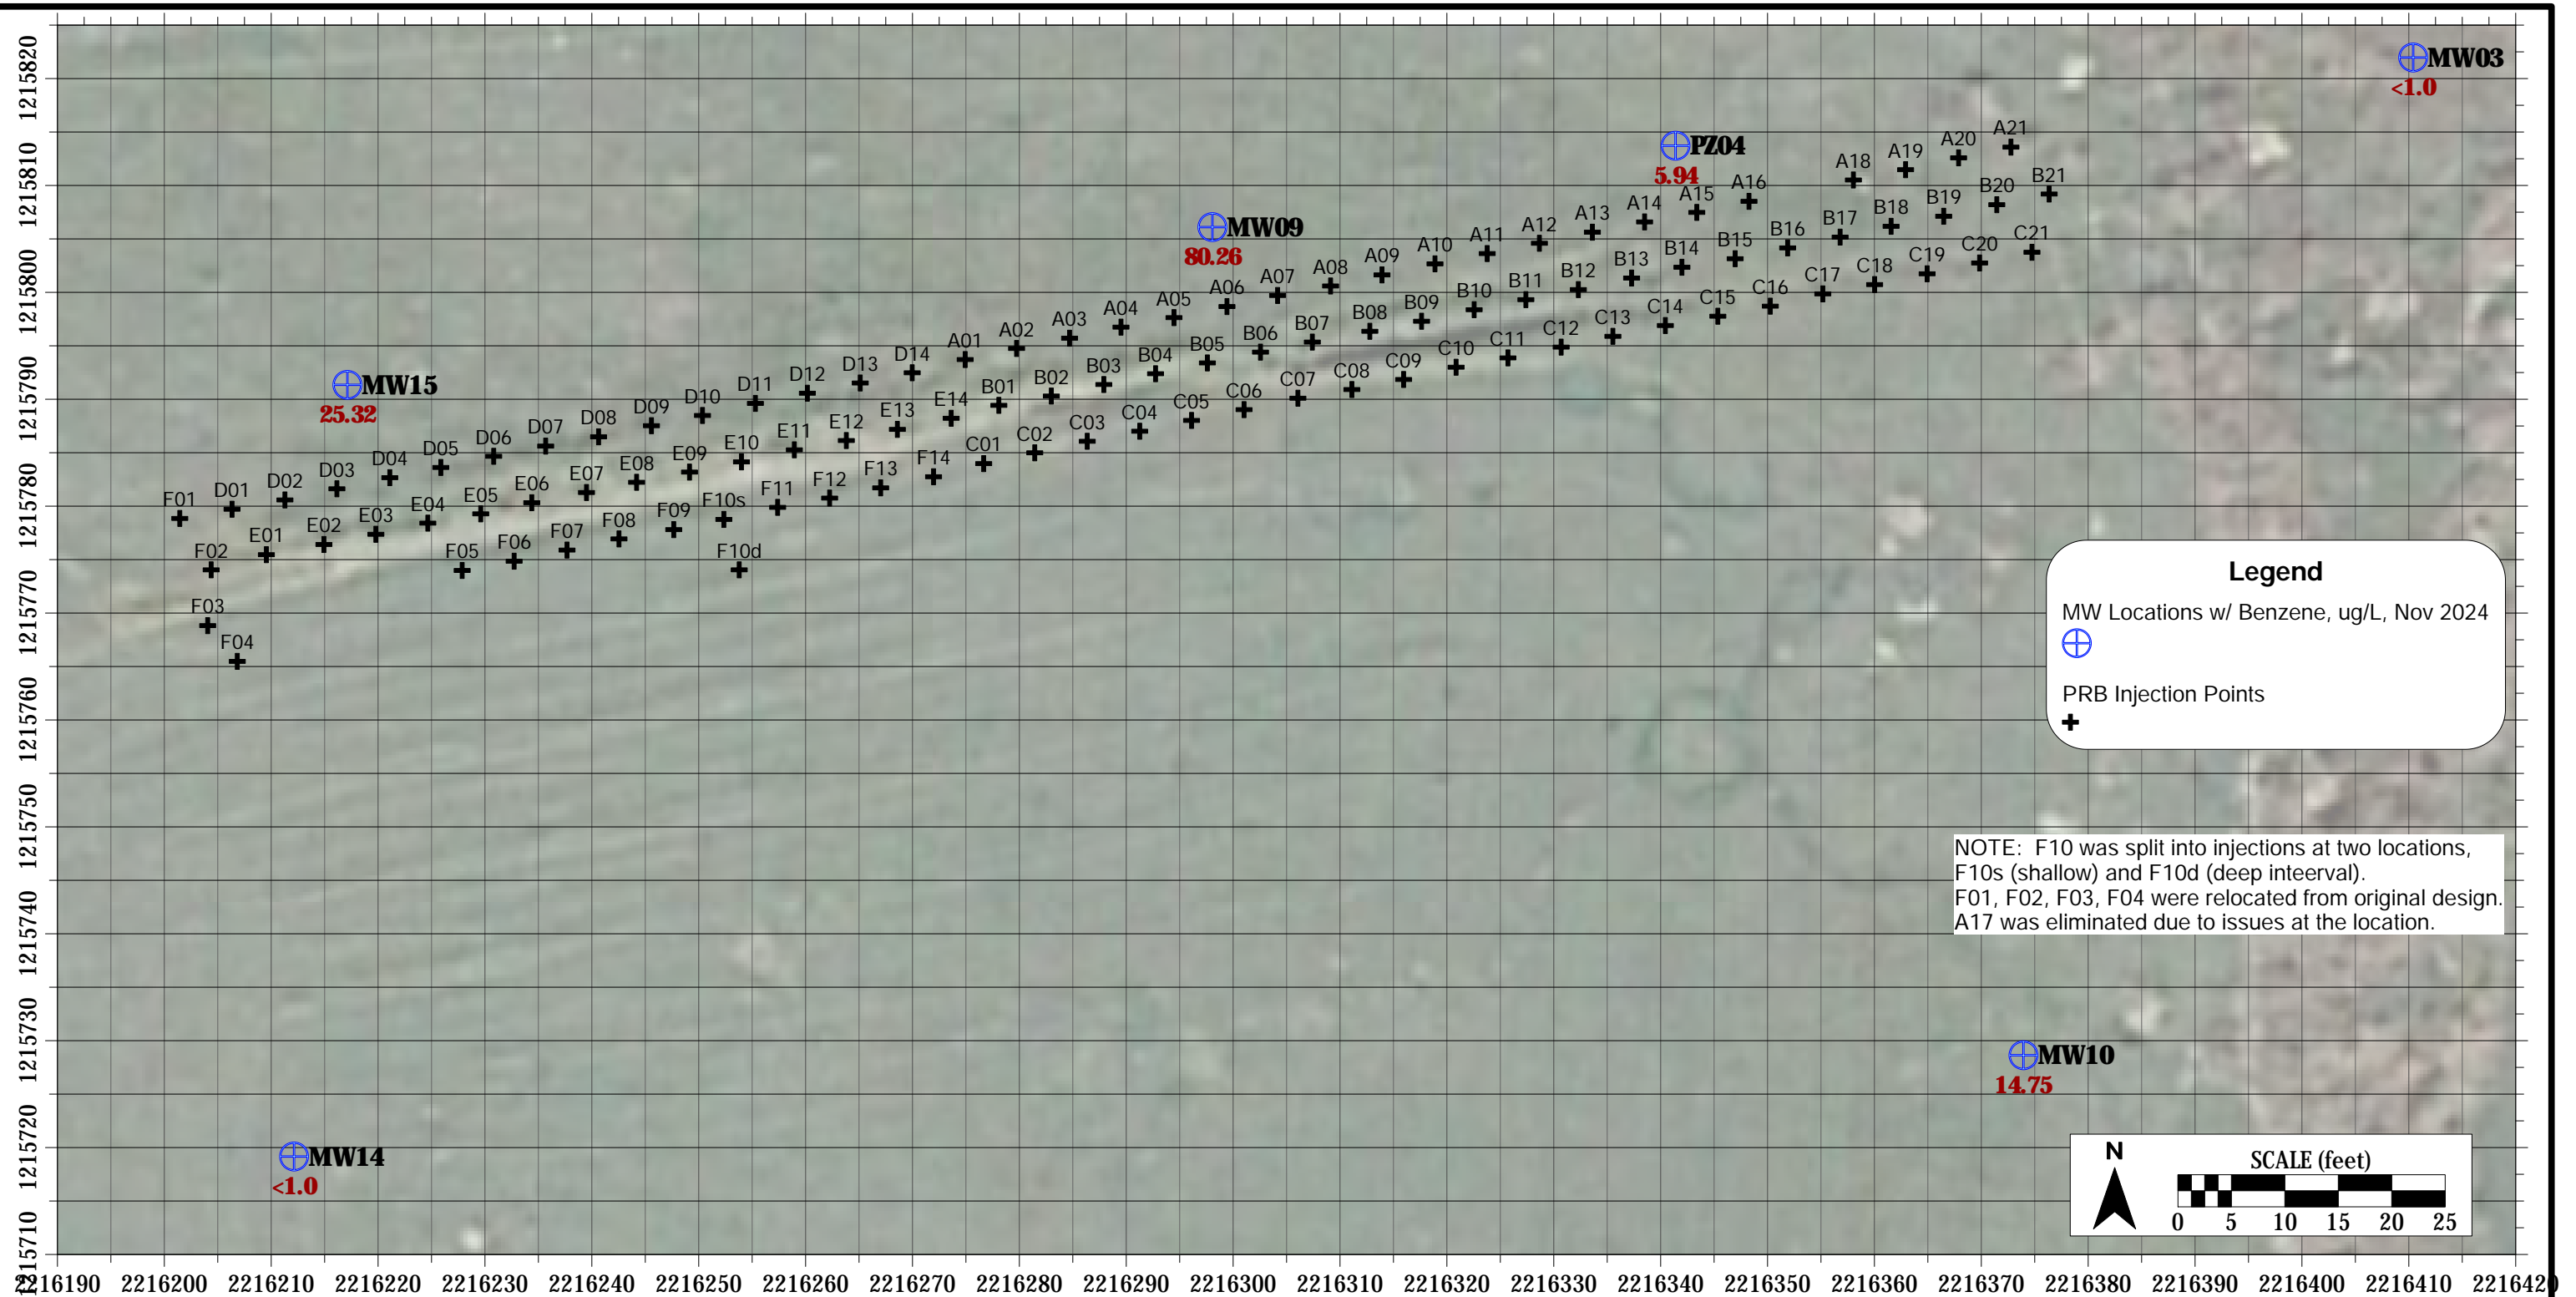 MW03
<1.0
PZ04
5.94
MW09
80.26
MW15
25.32
A21
A20
A19
A18
A16
A15
A14
A13
A12
A11
A10
A09
A08
A07
A06
A05
A04
A03
A02
A01
B21
B20
B19
B18
B17
B16
B15
B14
B13
B12
B11
B10
B09
B08
B07
B06
B05
B04
B03
B02
B01
C21
C20
C19
C18
C17
C16
C15
C14
C13
C12
C11
C10
C09
C08
C07
C06
C05
C04
C03
C02
C01
D14
D13
D12
D11
D10
D09
D08
D07
D06
D05
D04
D03
D02
D01
E14
E13
E12
E11
E10
E09
E08
E07
E06
E05
E04
E03
E02
E01
F14
F13
F12
F11
F10s
F10d
F09
F08
F07
F06
F05
F01
F02
F03
F04
Legend
MW Locations w/ Benzene, ug/L, Nov 2024
PRB Injection Points
NOTE: F10 was split into injections at two locations,
F10s (shallow) and F10d (deep inteerval).
F01, F02, F03, F04 were relocated from original design.
A17 was eliminated due to issues at the location.
MW10
14.75
MW14
<1.0
N
SCALE (feet)
0 5 10 15 20 25
1215820
1215810
1215800
1215790
1215780
1215770
1215760
1215750
1215740
1215730
1215720
1215710
2216190 2216200 2216210 2216220 2216230 2216240 2216250 2216260 2216270 2216280 2216290 2216300 2216310 2216320 2216330 2216340 2216350 2216360 2216370 2216380 2216390 2216400 2216410 2216420